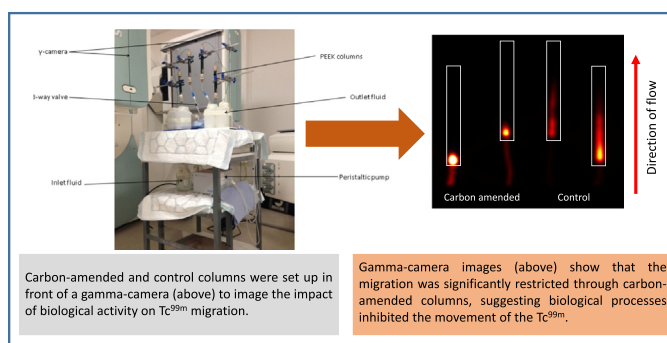 γ-camera
PEEK columns
3-way valve
Outlet fluid
Inlet fluid
Peristaltic pump
Carbon amended
Control
Direction of flow
Carbon-amended and control columns were set up in
front of a gamma-camera (above) to image the impact
of biological activity on Tc⁹⁹ᵐ migration.
Gamma-camera images (above) show that the
migration was significantly restricted through carbon-
amended columns, suggesting biological processes
inhibited the movement of the Tc⁹⁹ᵐ.